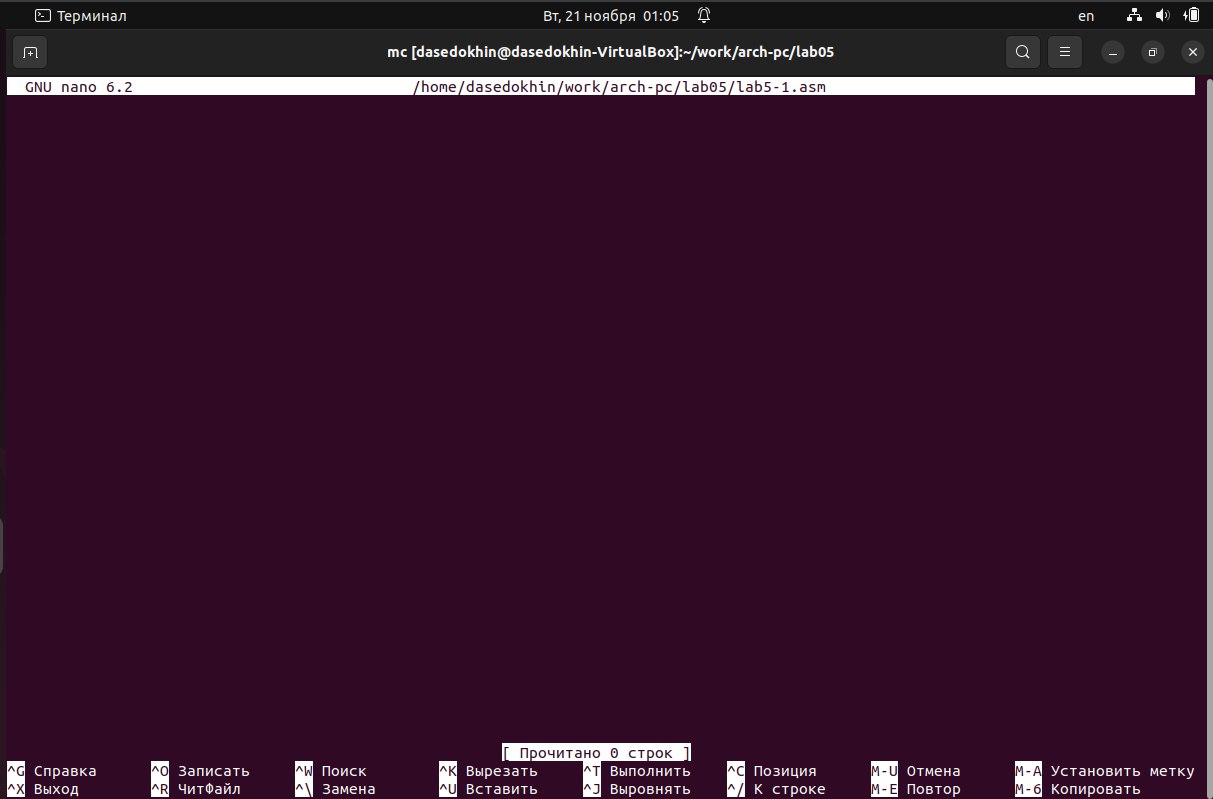 Терминал Вт, 21 ноября 01:05 en
mc [dasedokhin@dasedokhin-VirtualBox]:~/work/arch-pc/lab05
GNU nano 6.2 /home/dasedokhin/work/arch-pc/lab05/lab5-1.asm
[ Прочитано 0 строк ]
^G Справка ^O Записать ^W Поиск ^K Вырезать ^T Выполнить ^C Позиция M-U Отмена M-A Установить метку
^X Выход ^R ЧитФайл ^\ Замена ^U Вставить ^J Выровнять ^/ К строке M-E Повтор M-6 Копировать